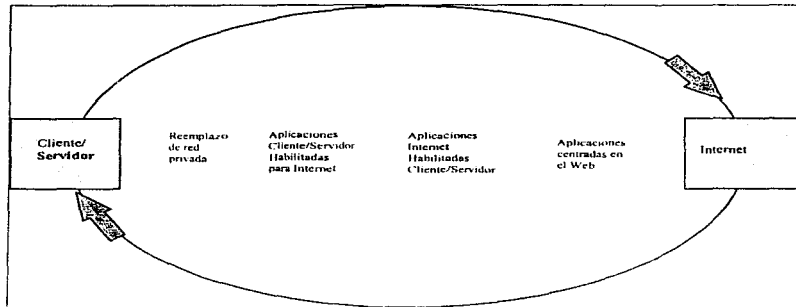 Cliente/
Servidor
Reemplazo
de red
privada
Aplicaciones
Cliente/Servidor
Habilitadas
para Internet
Aplicaciones
Internet
Habilitadas
Cliente/Servidor
Aplicaciones
centradas en
el Web
Internet